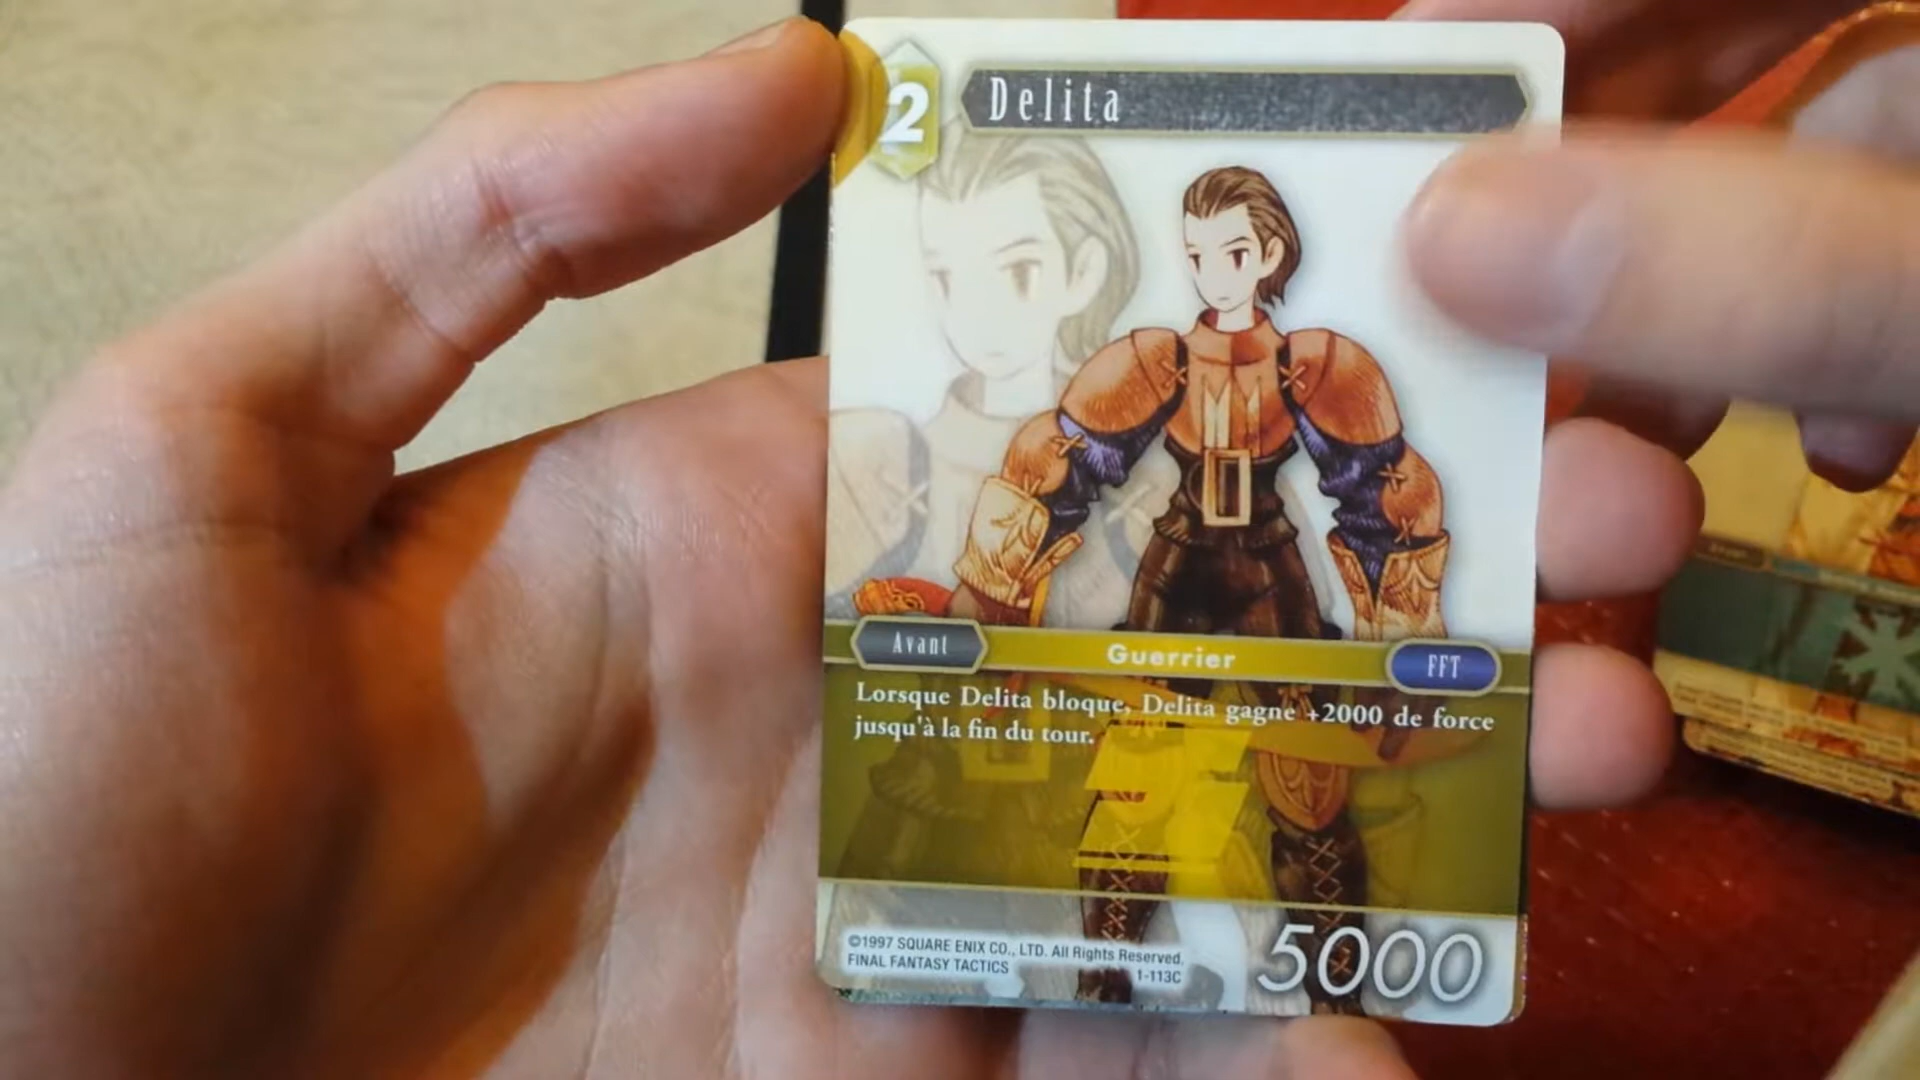 2
Delita
Avant
Guerrier
FFT
Lorsque Delita bloque, Delita gagne +2000 de force
jusqu'à la fin du tour.
©1997 SQUARE ENIX CO., LTD. All Rights Reserved.
FINAL FANTASY TACTICS
1-113C
5000